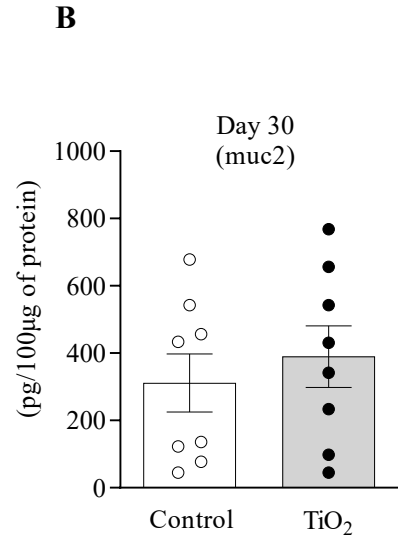 B
Day 30
(muc2)
(pg/100µg of protein)
1000
800
600
400
200
0
Control
TiO₂